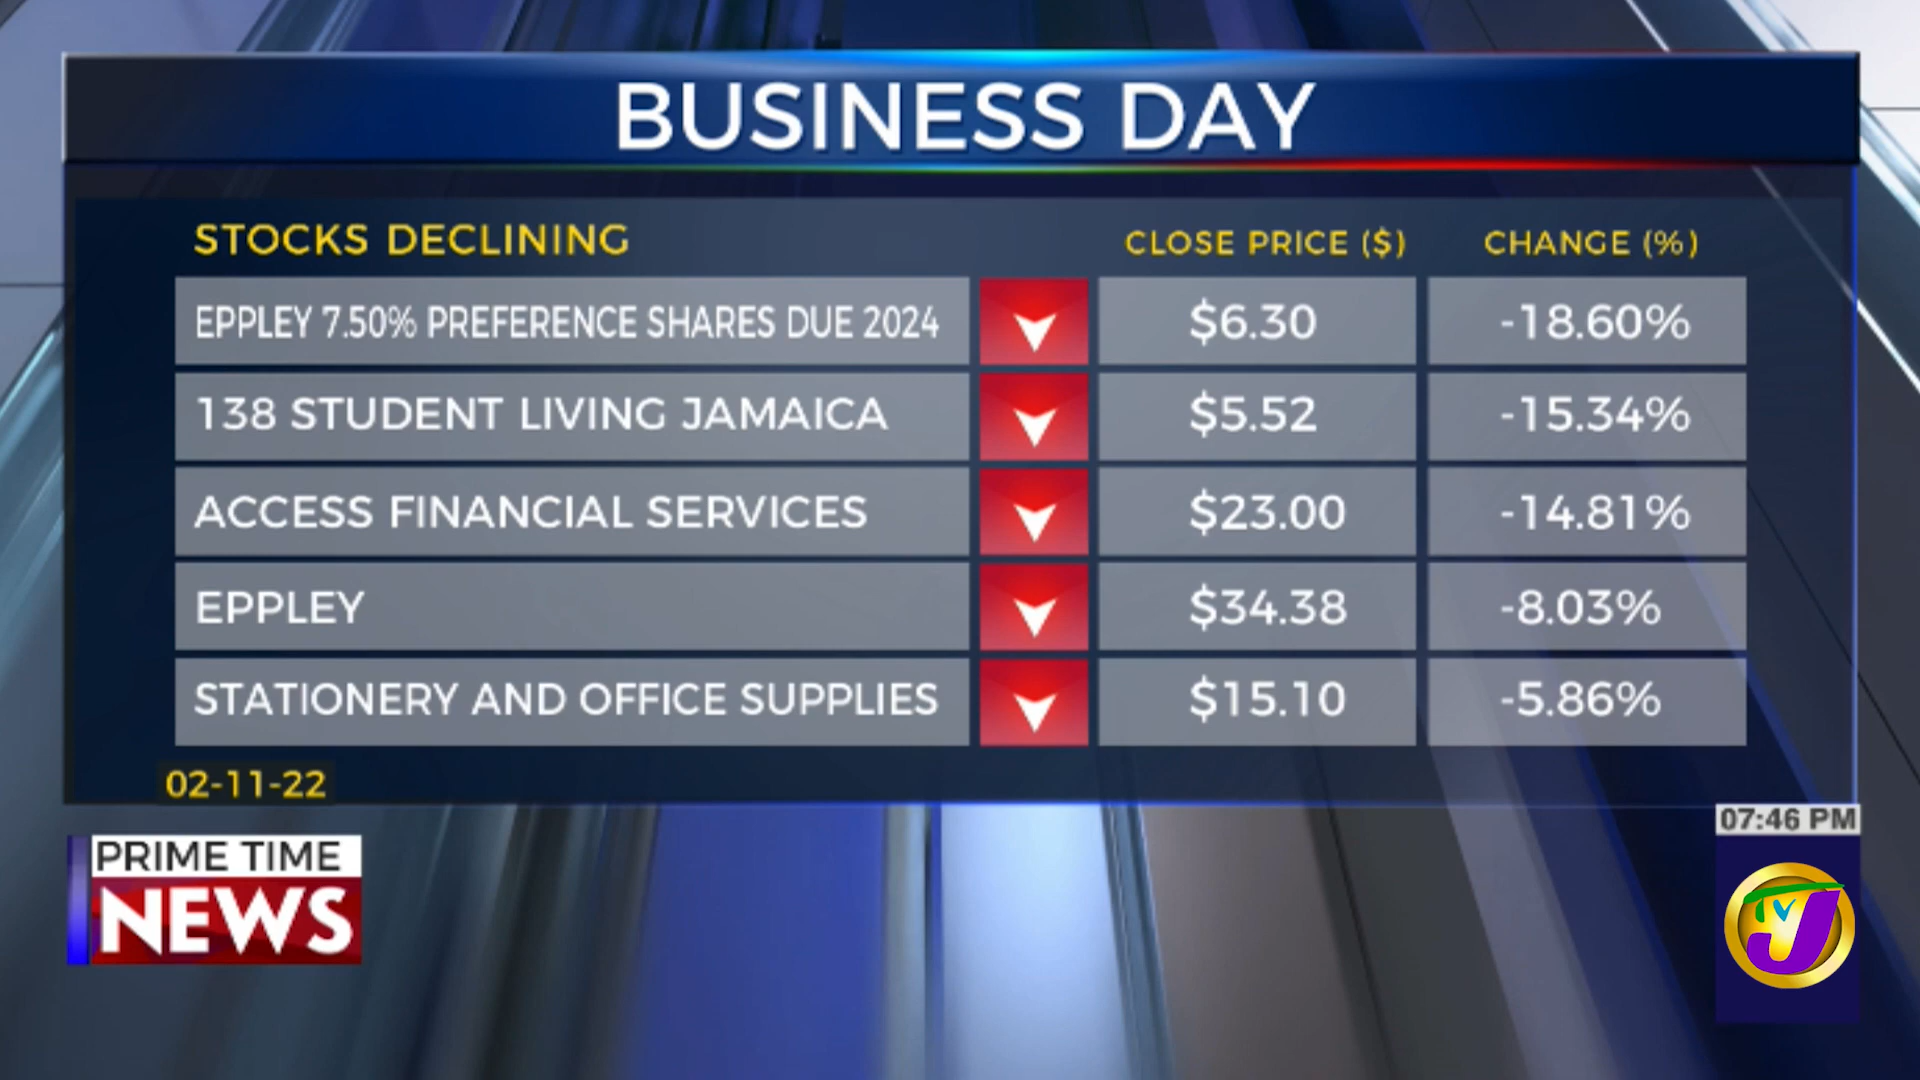 BUSINESS DAY
STOCKS DECLINING CLOSE PRICE ($) CHANGE (%)
EPPLEY 7.50% PREFERENCE SHARES DUE 2024 $6.30 -18.60%
138 STUDENT LIVING JAMAICA $5.52 -15.34%
ACCESS FINANCIAL SERVICES $23.00 -14.81%
EPPLEY $34.38 -8.03%
STATIONERY AND OFFICE SUPPLIES $15.10 -5.86%
02-11-22
07:46 PM
PRIME TIME
NEWS
TVJ